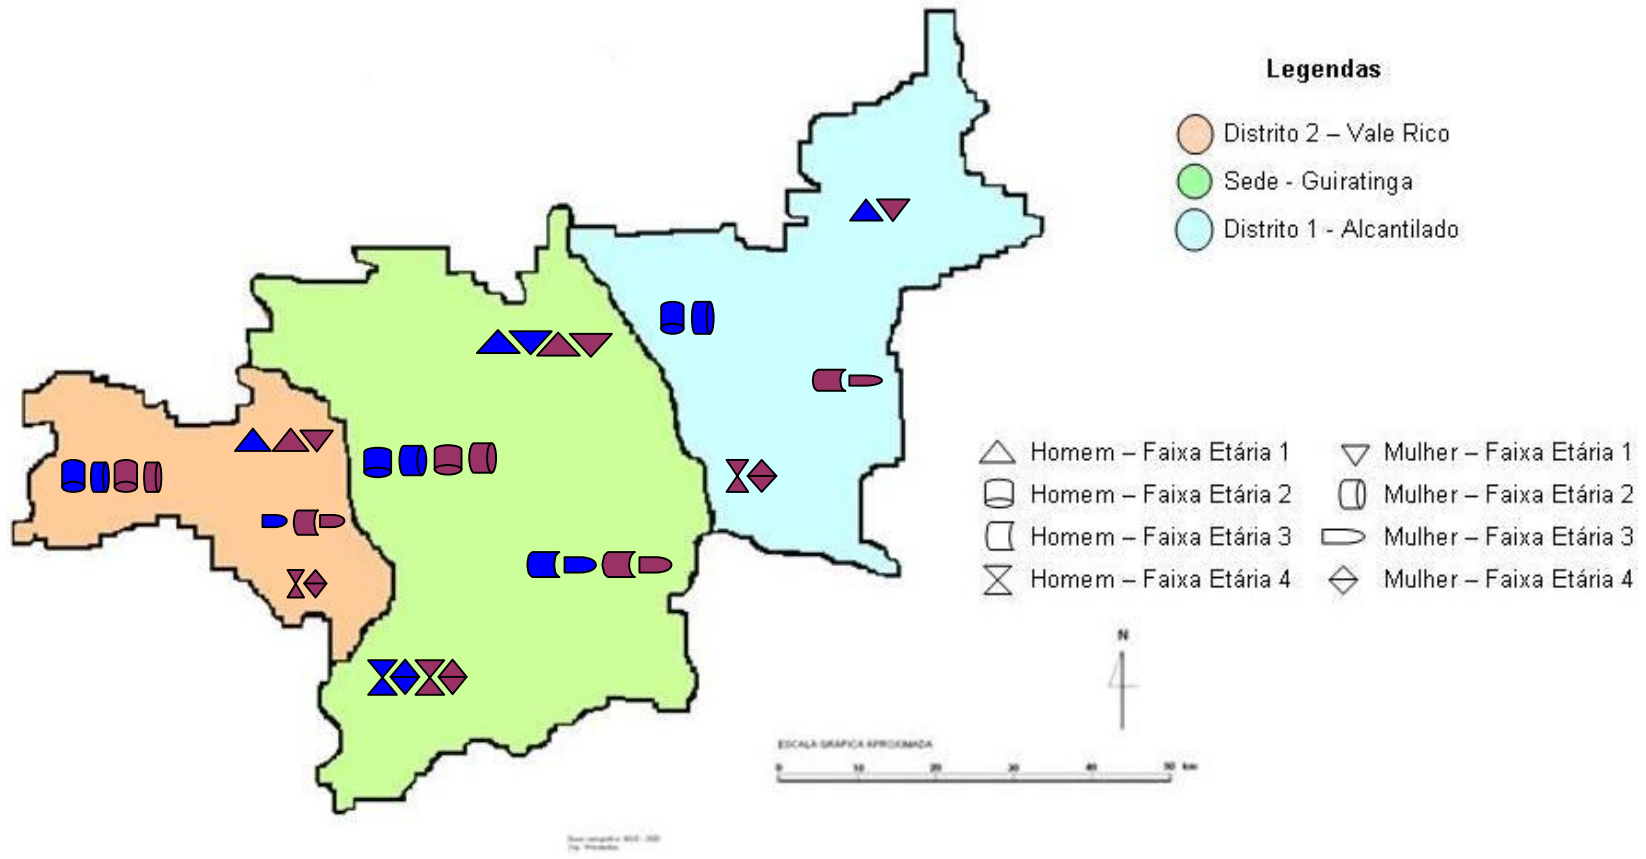 Legendas
Distrito 2 – Vale Rico
Sede - Guiratinga
Distrito 1 - Alcantilado
Homem – Faixa Etária 1
Mulher – Faixa Etária 1
Homem – Faixa Etária 2
Mulher – Faixa Etária 2
Homem – Faixa Etária 3
Mulher – Faixa Etária 3
Homem – Faixa Etária 4
Mulher – Faixa Etária 4
N
ESCALA GRÁFICA APROXIMADA
0 10 20 30 40 50 km